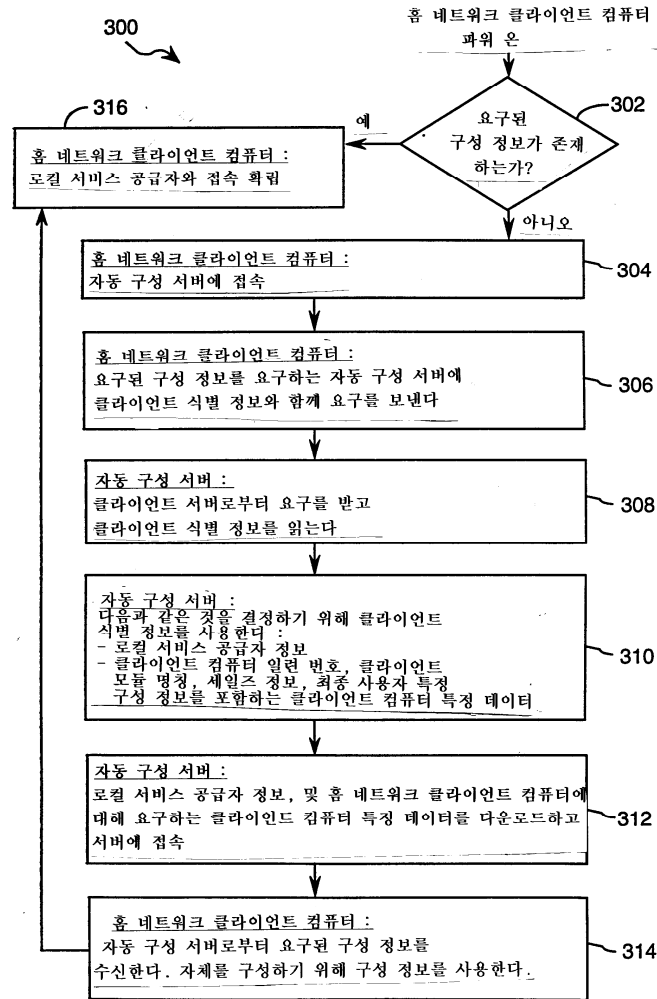 300
홈 네트워크 클라이언트 컴퓨터
파워 온
316
302
예
요구된
구성 정보가 존재
하는가?
홈 네트워크 클라이언트 컴퓨터 :
로컬 서비스 공급자와 접속 확립
아니오
홈 네트워크 클라이언트 컴퓨터 :
자동 구성 서버에 접속
304
홈 네트워크 클라이언트 컴퓨터 :
요구된 구성 정보를 요구하는 자동 구성 서버에
클라이언트 식별 정보와 함께 요구를 보낸다
306
자동 구성 서버 :
클라이언트 서버로부터 요구를 받고
클라이언트 식별 정보를 읽는다
308
자동 구성 서버 :
다음과 같은 것을 결정하기 위해 클라이언트
식별 정보를 사용한다 :
- 로컬 서비스 공급자 정보
- 클라이언트 컴퓨터 일련 번호, 클라이언트
모듈 명칭, 세일즈 정보, 최종 사용자 특정
구성 정보를 포함하는 클라이언트 컴퓨터 특정 데이터
310
자동 구성 서버 :
로컬 서비스 공급자 정보, 및 홈 네트워크 클라이언트 컴퓨터에
대해 요구하는 클라이언드 컴퓨터 특징 데이터를 다운로드하고
서버에 접속
312
홈 네트워크 클라이언트 컴퓨터 :
자동 구성 서버로부터 요구된 구성 정보를
수신한다. 자체를 구성하기 위해 구성 정보를 사용한다.
314